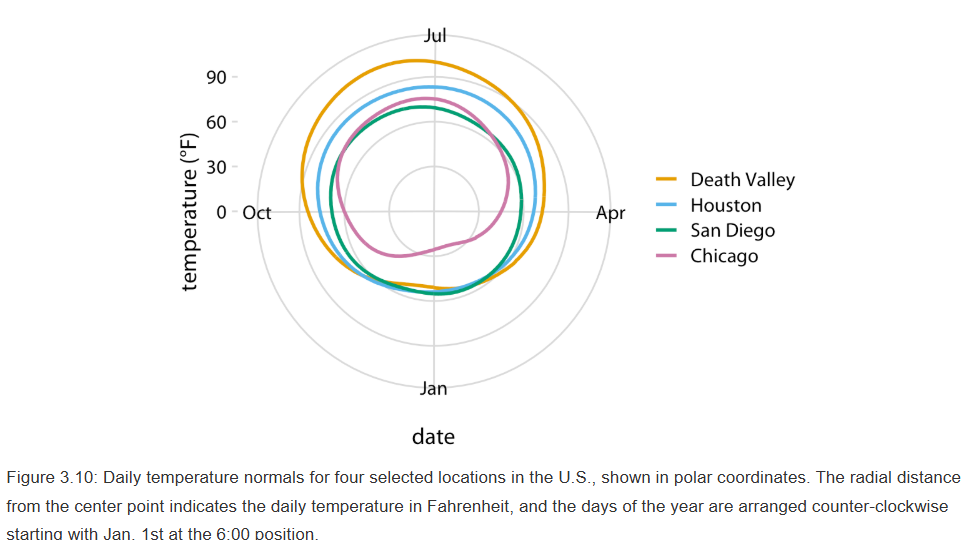 Jul
90
60
30
0
temperature (°F)
Oct
Apr
Jan
date
Death Valley
Houston
San Diego
Chicago
Figure 3.10: Daily temperature normals for four selected locations in the U.S., shown in polar coordinates. The radial distance
from the center point indicates the daily temperature in Fahrenheit, and the days of the year are arranged counter-clockwise
starting with Jan. 1st at the 6:00 position.